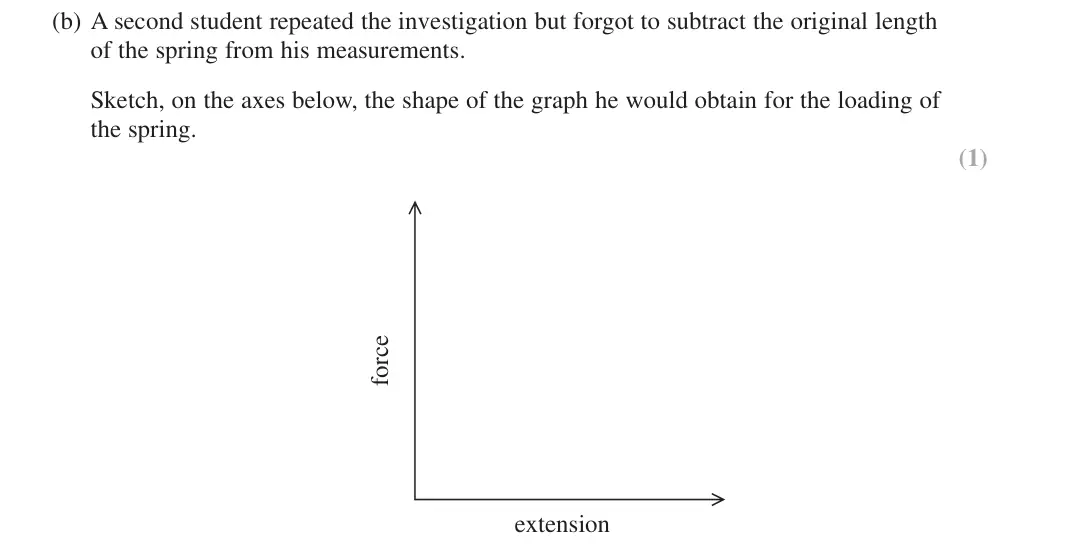 (b) A second student repeated the investigation but forgot to subtract the original length
of the spring from his measurements.
Sketch, on the axes below, the shape of the graph he would obtain for the loading of
the spring.
(1)
force
extension